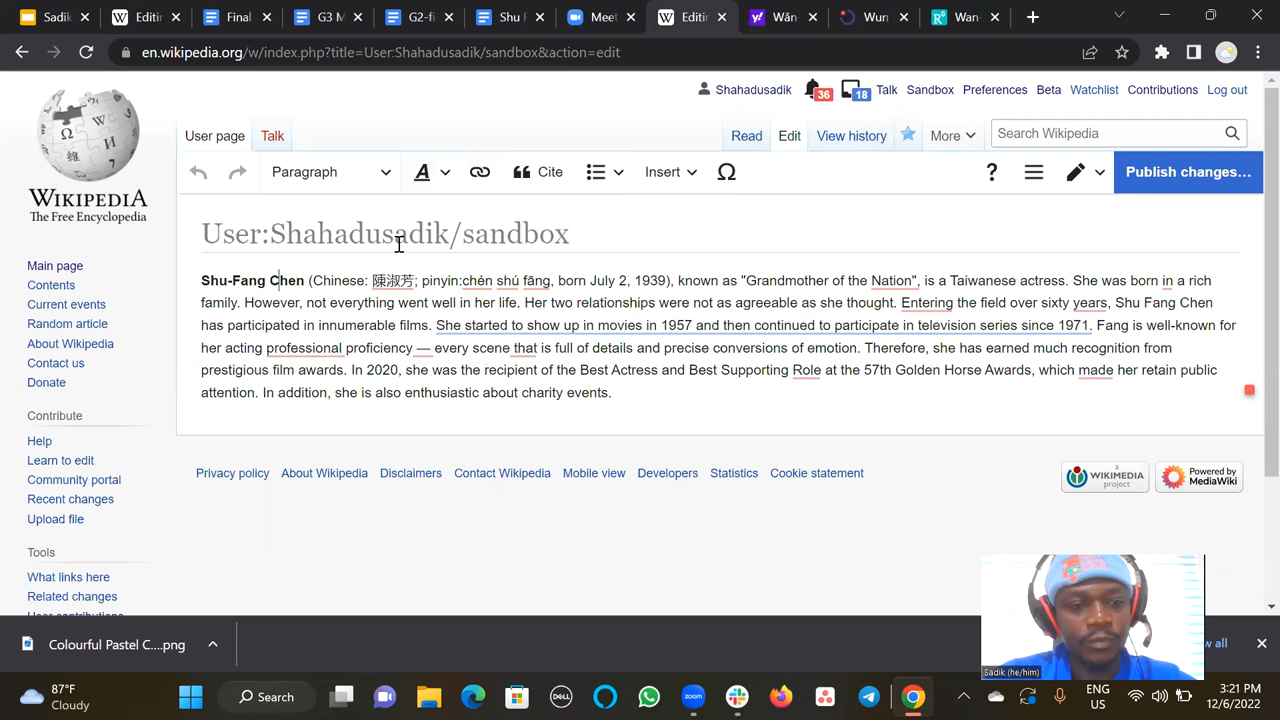 Sadik
Editin
Final
G3 M
G2-fi
Shu F
Meet
Editin
Wăn-
Wun
Wan-
en.wikipedia.org/w/index.php?title=User:Shahadusadik/sandbox&action=edit
Shahadusadik 36 18 Talk Sandbox Preferences Beta Watchlist Contributions Log out
User page Talk Read Edit View history More Search Wikipedia
Paragraph A Cite Insert Ω ? Publish changes...
WIKIPEDIA
The Free Encyclopedia
Main page
Contents
Current events
Random article
About Wikipedia
Contact us
Donate
Contribute
Help
Learn to edit
Community portal
Recent changes
Upload file
Tools
What links here
Related changes
User contributions
User:Shahadusadik/sandbox
Shu-Fang Chen (Chinese: 陳淑芳; pinyin:chén shú fāng, born July 2, 1939), known as "Grandmother of the Nation", is a Taiwanese actress. She was born in a rich
family. However, not everything went well in her life. Her two relationships were not as agreeable as she thought. Entering the field over sixty years, Shu Fang Chen
has participated in innumerable films. She started to show up in movies in 1957 and then continued to participate in television series since 1971. Fang is well-known for
her acting professional proficiency — every scene that is full of details and precise conversions of emotion. Therefore, she has earned much recognition from
prestigious film awards. In 2020, she was the recipient of the Best Actress and Best Supporting Role at the 57th Golden Horse Awards, which made her retain public
attention. In addition, she is also enthusiastic about charity events.
Privacy policy About Wikipedia Disclaimers Contact Wikipedia Mobile view Developers Statistics Cookie statement
a WIKIMEDIA project
Powered by MediaWiki
Sadik (he/him)
Colourful Pastel C....png
w all
87°F
Cloudy
Search
DELL
zoom
ENG
US
3:21 PM
12/6/2022